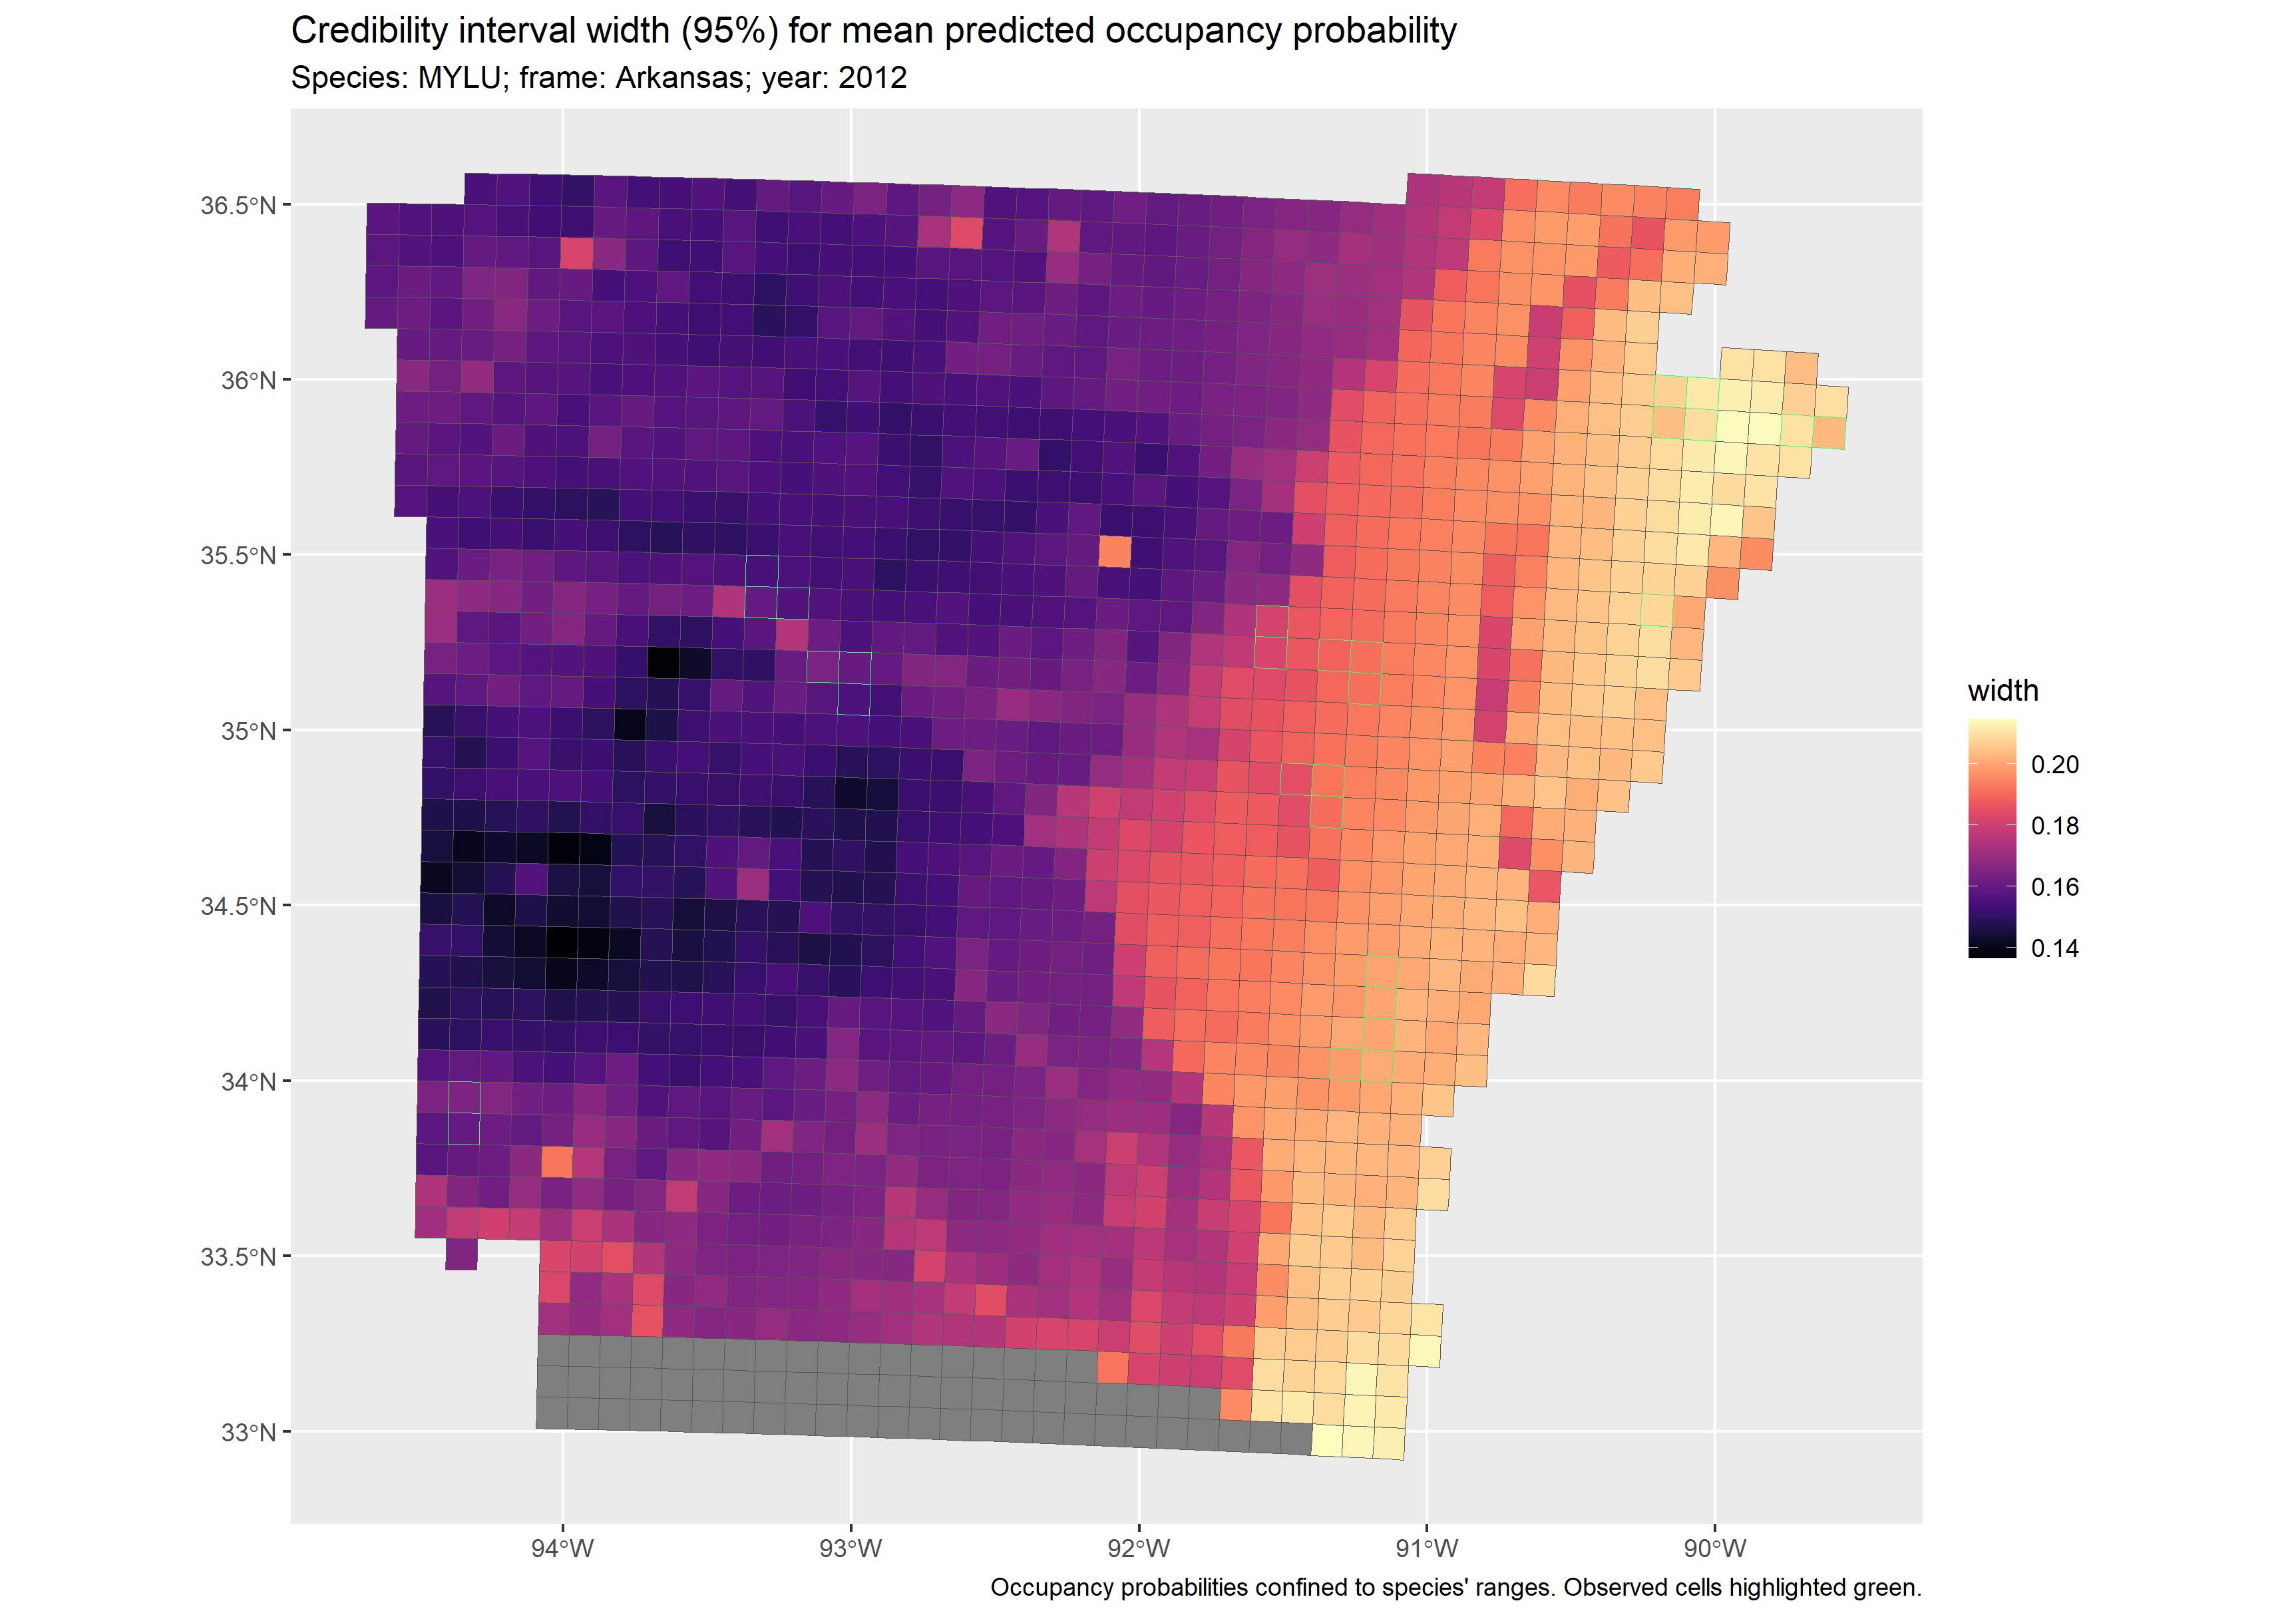 Credibility interval width (95%) for mean predicted occupancy probability
Species: MYLU; frame: Arkansas; year: 2012
36.5°N
36°N
35.5°N
35°N
34.5°N
34°N
33.5°N
33°N
94°W
93°W
92°W
91°W
90°W
width
0.20
0.18
0.16
0.14
Occupancy probabilities confined to species' ranges. Observed cells highlighted green.